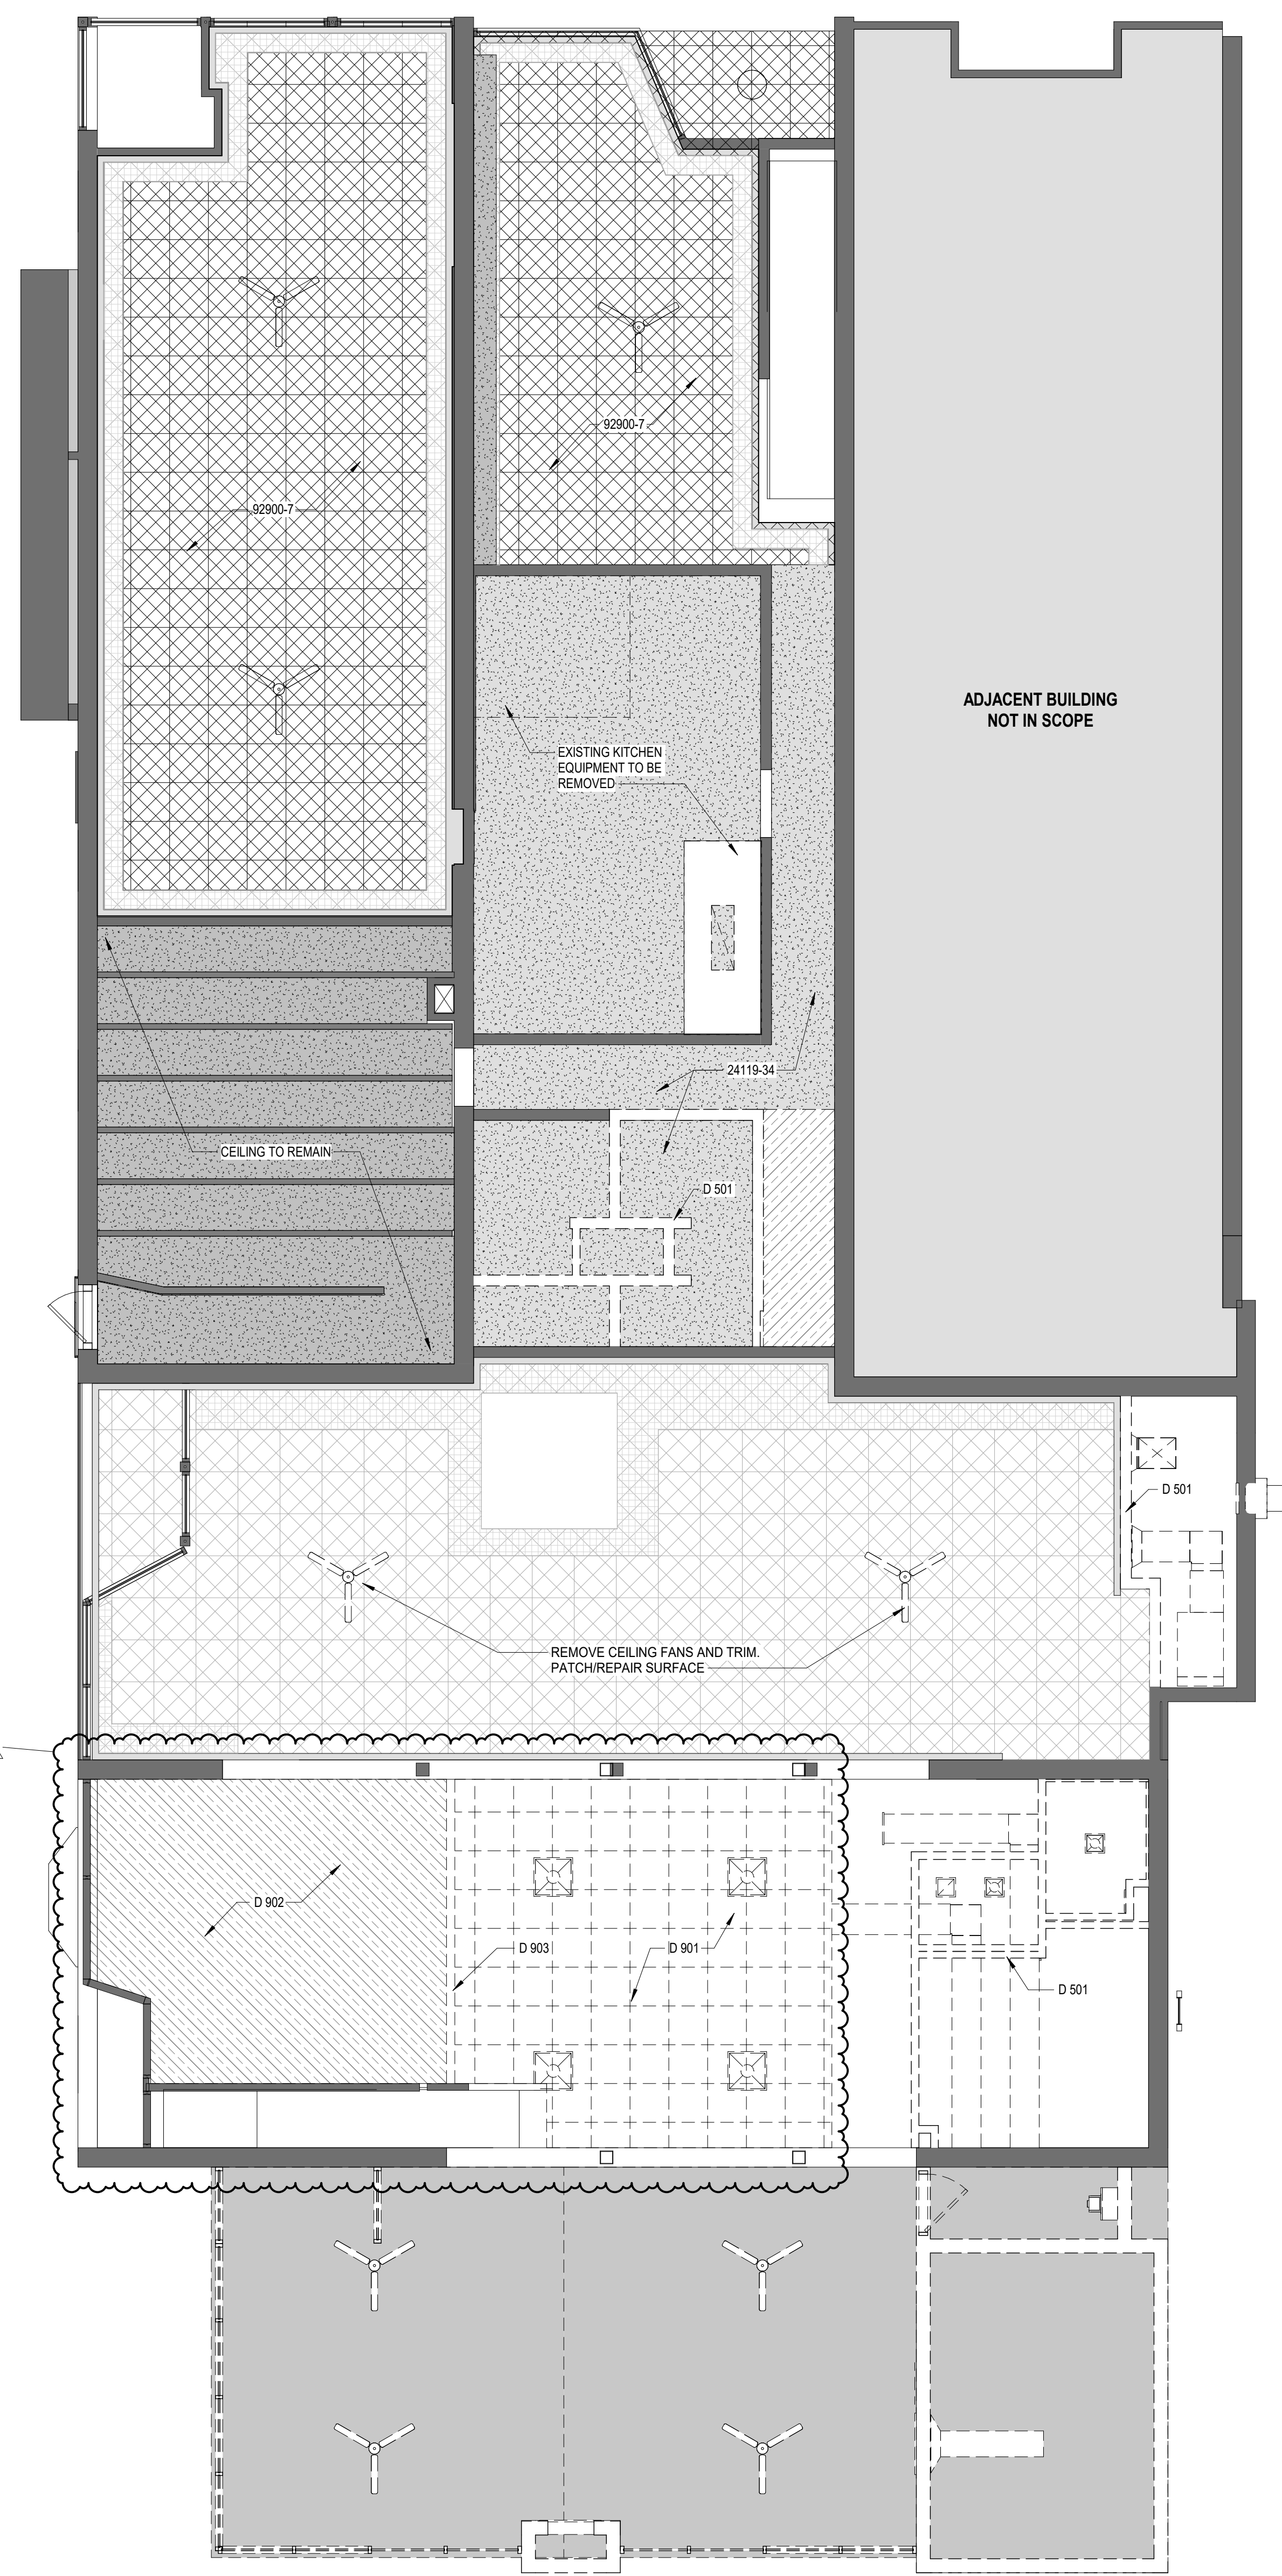 92900-7
92900-7
ADJACENT BUILDING
NOT IN SCOPE
EXISTING KITCHEN
EQUIPMENT TO BE
REMOVED
24119-34
CEILING TO REMAIN
D 501
D 501
REMOVE CEILING FANS AND TRIM.
PATCH/REPAIR SURFACE
D 902
D 903
D 901
D 501